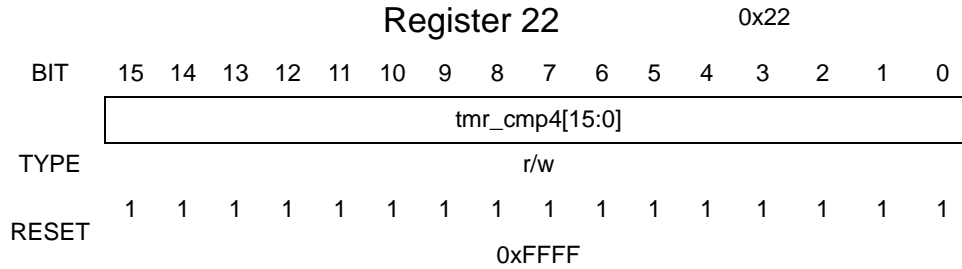 Register 22 0x22
BIT 15 14 13 12 11 10 9 8 7 6 5 4 3 2 1 0
tmr_cmp4[15:0]
TYPE r/w
RESET 1 1 1 1 1 1 1 1 1 1 1 1 1 1 1 1
0xFFFF